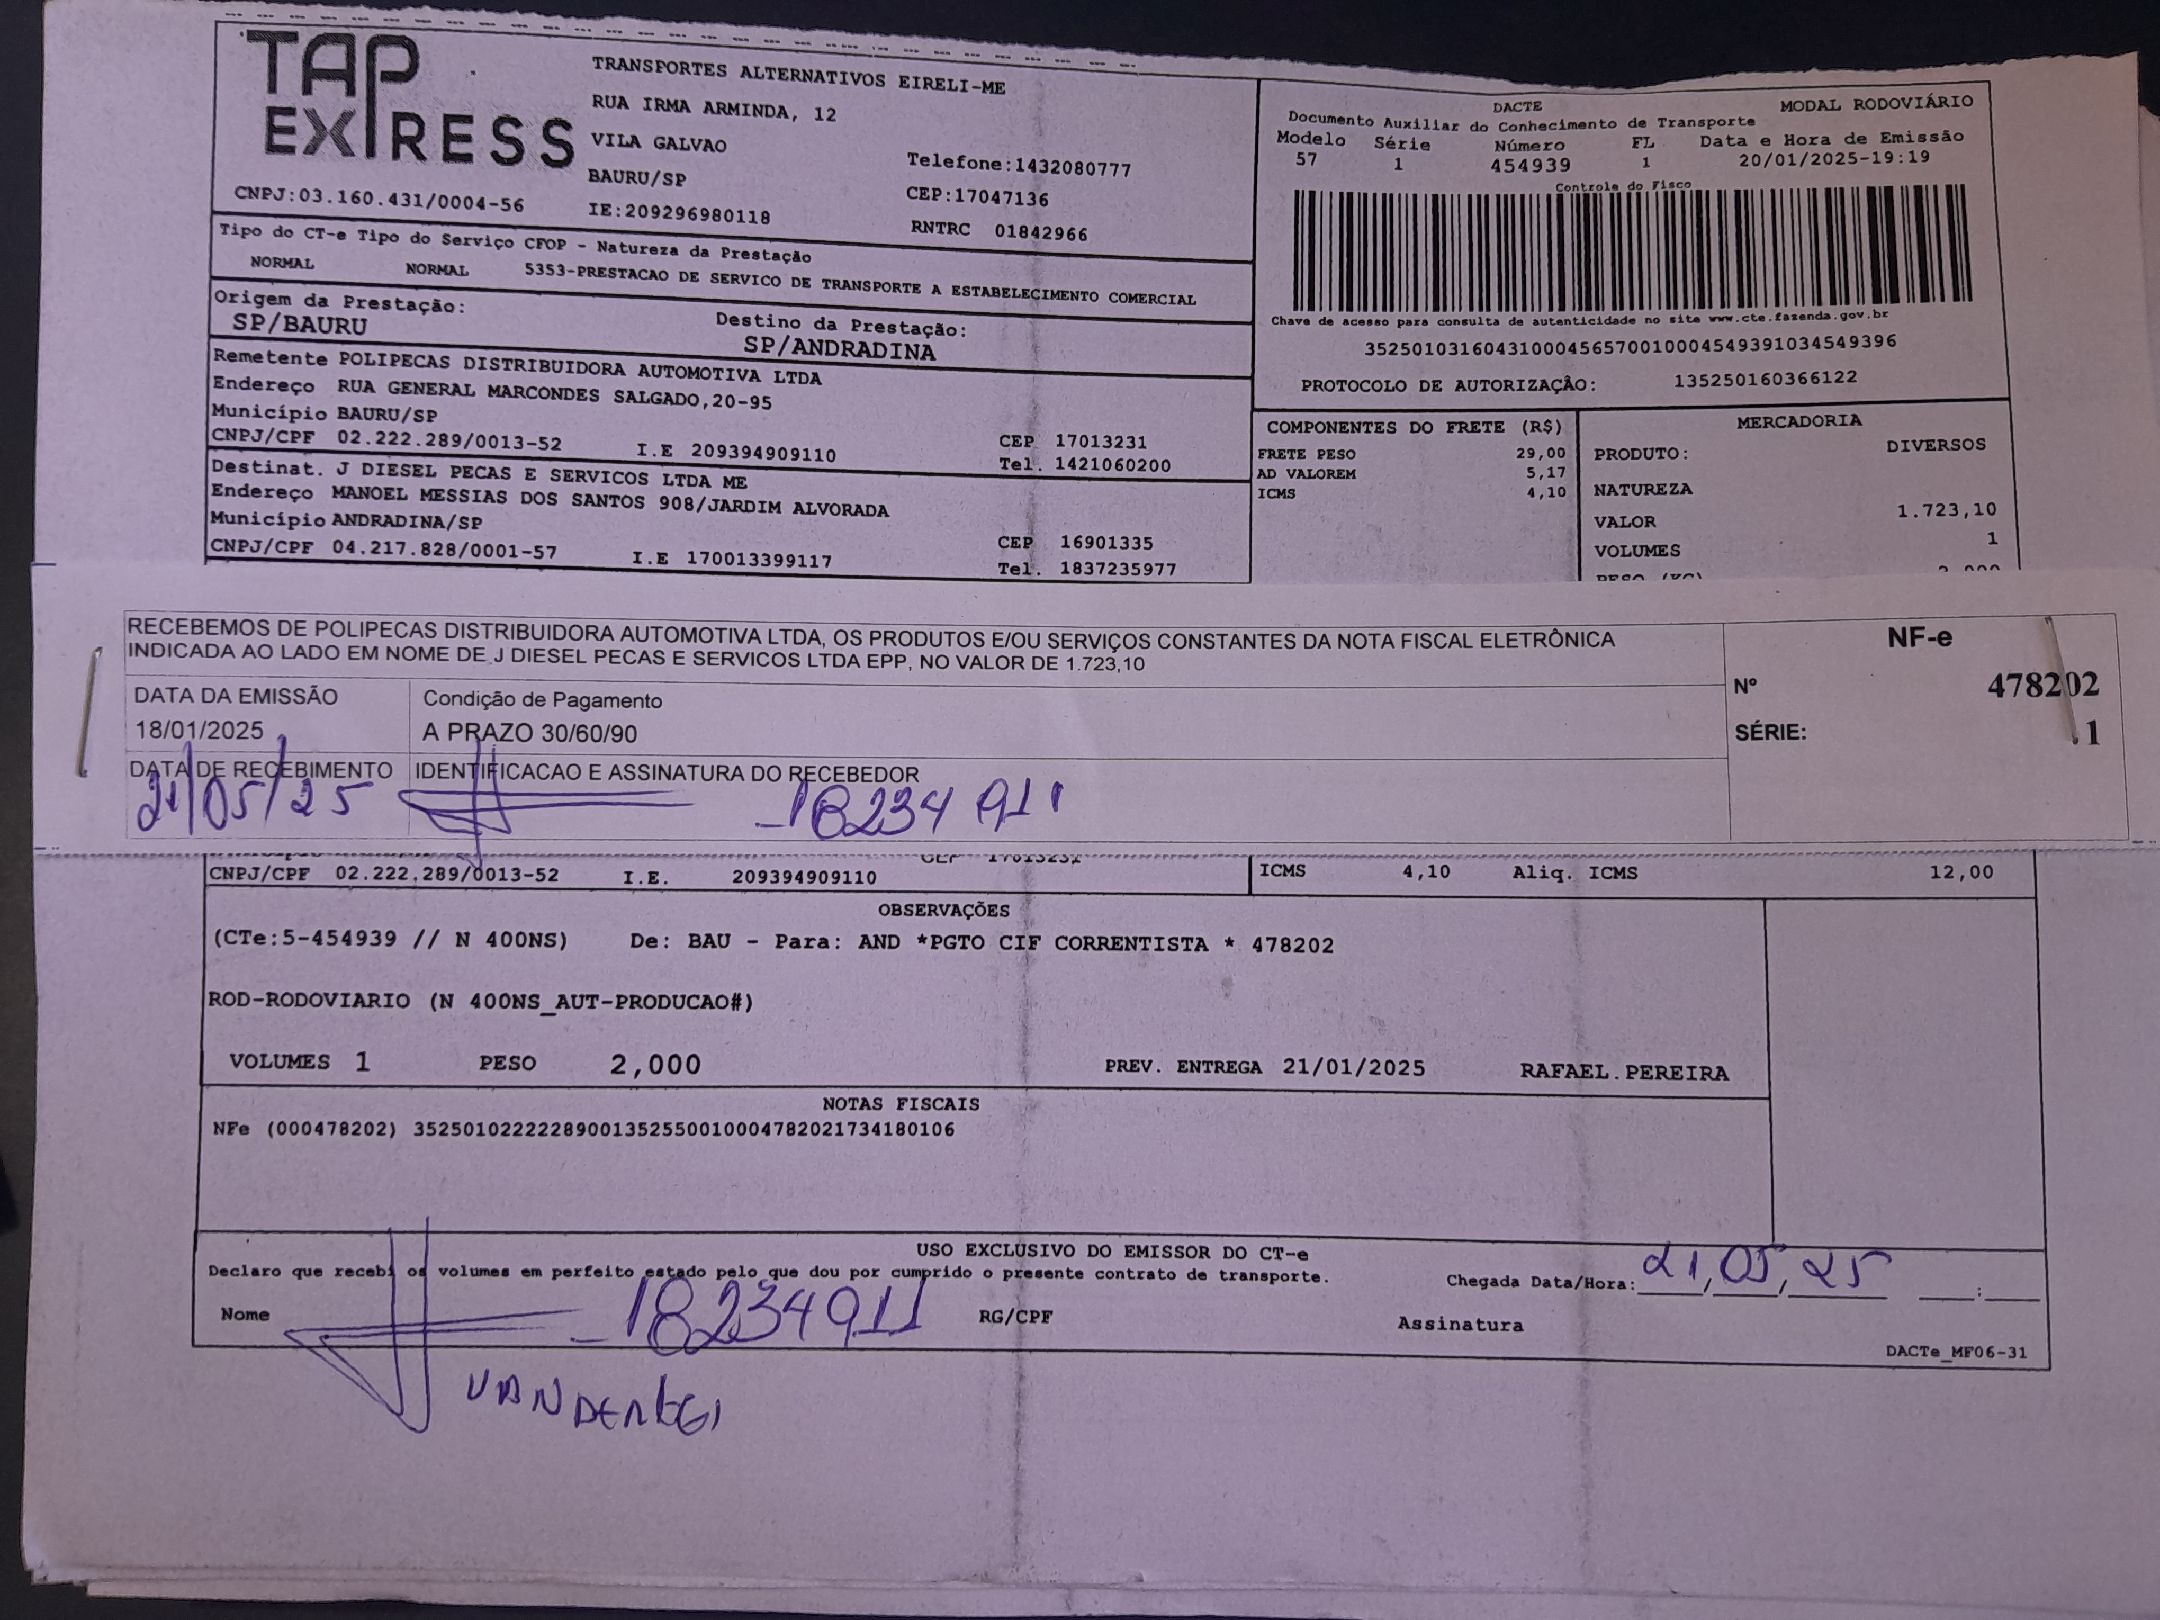 TAP
EXPRESS
TRANSPORTES ALTERNATIVOS EIRELI-ME
RUA IRMA ARMINDA, 12
VILA GALVAO
BAURU/SP
Telefone:1432080777
CEP:17047136
CNPJ:03.160.431/0004-56
IE:209296980118
RNTRC 01842966
DACTE
MODAL RODOVIÁRIO
Documento Auxiliar do Conhecimento de Transporte
Modelo Série Número FL Data e Hora de Emissão
57 1 454939 1 20/01/2025-19:19
Controle do Fisco
Chave de acesso para consulta de autenticidade no site www.cte.fazenda.gov.br
35250103160431000456570010004549391034549396
PROTOCOLO DE AUTORIZAÇÃO: 135250160366122
Tipo do CT-e Tipo do Serviço CFOP - Natureza da Prestação
NORMAL NORMAL 5353-PRESTACAO DE SERVICO DE TRANSPORTE A ESTABELECIMENTO COMERCIAL
Origem da Prestação:
SP/BAURU
Destino da Prestação:
SP/ANDRADINA
Remetente POLIPECAS DISTRIBUIDORA AUTOMOTIVA LTDA
Endereço RUA GENERAL MARCONDES SALGADO,20-95
Município BAURU/SP
CEP 17013231
CNPJ/CPF 02.222.289/0013-52 I.E 209394909110
Tel. 1421060200
Destinat. J DIESEL PECAS E SERVICOS LTDA ME
Endereço MANOEL MESSIAS DOS SANTOS 908/JARDIM ALVORADA
Município ANDRADINA/SP
CEP 16901335
CNPJ/CPF 04.217.828/0001-57 I.E 170013399117
Tel. 1837235977
COMPONENTES DO FRETE (R$)
FRETE PESO 29,00
AD VALOREM 5,17
ICMS 4,10
MERCADORIA
PRODUTO: DIVERSOS
NATUREZA
VALOR 1.723,10
VOLUMES 1
PESO (KG) 2,000
RECEBEMOS DE POLIPECAS DISTRIBUIDORA AUTOMOTIVA LTDA, OS PRODUTOS E/OU SERVIÇOS CONSTANTES DA NOTA FISCAL ELETRÔNICA
INDICADA AO LADO EM NOME DE J DIESEL PECAS E SERVICOS LTDA EPP, NO VALOR DE 1.723,10
NF-e
Nº 478202
SÉRIE: 1
DATA DA EMISSÃO
18/01/2025
Condição de Pagamento
A PRAZO 30/60/90
DATA DE RECEBIMENTO
21/05/25
IDENTIFICACAO E ASSINATURA DO RECEBEDOR
18234911
CEP 17013231
CNPJ/CPF 02.222.289/0013-52 I.E. 209394909110
ICMS 4,10 Aliq. ICMS 12,00
OBSERVAÇÕES
(CTe:5-454939 // N 400NS) De: BAU - Para: AND *PGTO CIF CORRENTISTA * 478202
ROD-RODOVIARIO (N 400NS_AUT-PRODUCAO#)
VOLUMES 1 PESO 2,000 PREV. ENTREGA 21/01/2025 RAFAEL.PEREIRA
NOTAS FISCAIS
NFe (000478202) 35250102222289001352550010004782021734180106
USO EXCLUSIVO DO EMISSOR DO CT-e
Declaro que recebi os volumes em perfeito estado pelo que dou por cumprido o presente contrato de transporte.
Chegada Data/Hora: 21,05,25 :
Nome
18234911
RG/CPF
Assinatura
DACTe_MF06-31